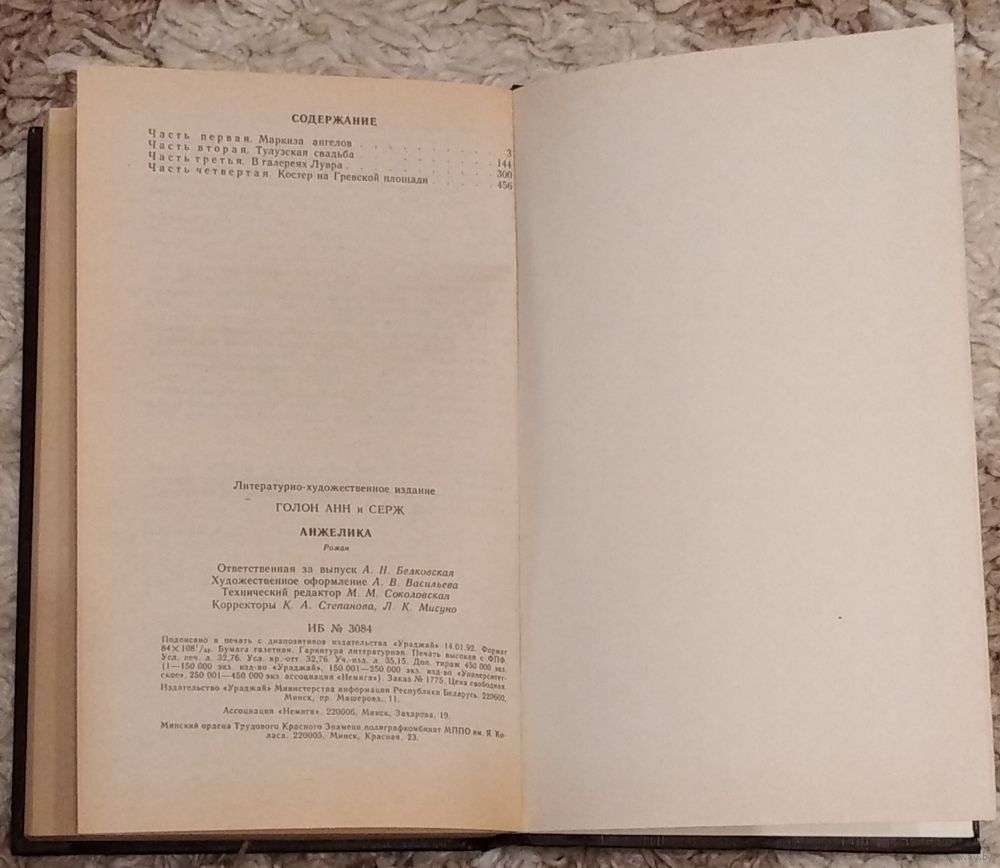 СОДЕРЖАНИЕ
Часть первая. Маркиза ангелов . . . . . . . . . 3
Часть вторая. Тулузская свадьба . . . . . . . . 144
Часть третья. В галереях Лувра . . . . . . . . . 300
Часть четвертая. Костер на Гревской площади . . . . 456
Литературно-художественное издание
ГОЛОН АНН и СЕРЖ
АНЖЕЛИКА
Роман
Ответственная за выпуск А. Н. Белковская
Художественное оформление А. В. Васильева
Технический редактор М. М. Соколовская
Корректоры К. А. Степанова, Л. К. Мисуно
ИБ № 3084
Подписано в печать с диапозитивов издательства «Ураджай» 14.01.92. Формат
84×108¹/₃₂. Бумага газетная. Гарнитура литературная. Печать высокая с ФПФ.
Усл. печ. л. 32,76. Усл. кр.-отт. 32,76. Уч.-изд. л. 35,15. Доп. тираж 450 000 экз.
(1—150 000 экз. изд-во «Ураджай», 150 001—250 000 экз. изд-во «Университет-
ское», 250 001—450 000 экз. ассоциация «Немига»). Заказ № 1775. Цена свободная.
Издательство «Ураджай» Министерства информации Республики Беларусь. 220600,
Минск, пр. Машерова, 11.
Ассоциация «Немига». 220006, Минск, Захарова, 19.
Минский ордена Трудового Красного Знамени полиграфкомбинат МППО им. Я. Ко-
ласа. 220005, Минск, Красная, 23.